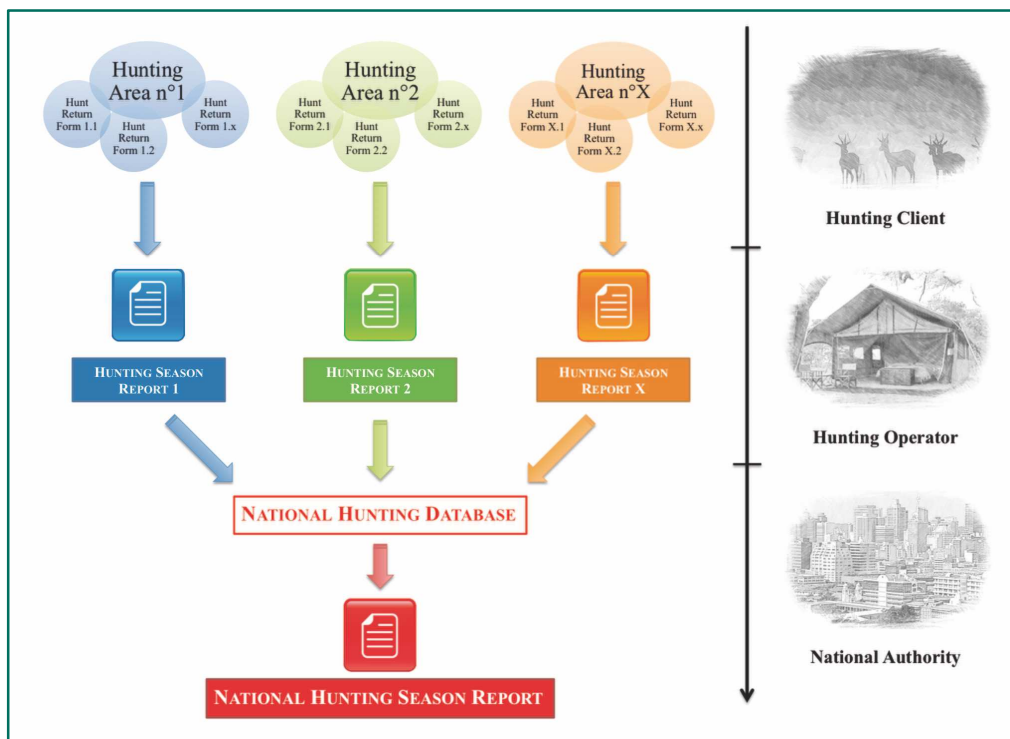 Hunting
Area n°1
Hunt
Return
Form 1.1
Hunt
Return
Form 1.2
Hunt
Return
Form 1.x
Hunting
Area n°2
Hunt
Return
Form 2.1
Hunt
Return
Form 2.2
Hunt
Return
Form 2.x
Hunting
Area n°X
Hunt
Return
Form X.1
Hunt
Return
Form X.2
Hunt
Return
Form X.x
Hunting Client
HUNTING SEASON
REPORT 1
HUNTING SEASON
REPORT 2
HUNTING SEASON
REPORT X
Hunting Operator
NATIONAL HUNTING DATABASE
National Authority
NATIONAL HUNTING SEASON REPORT